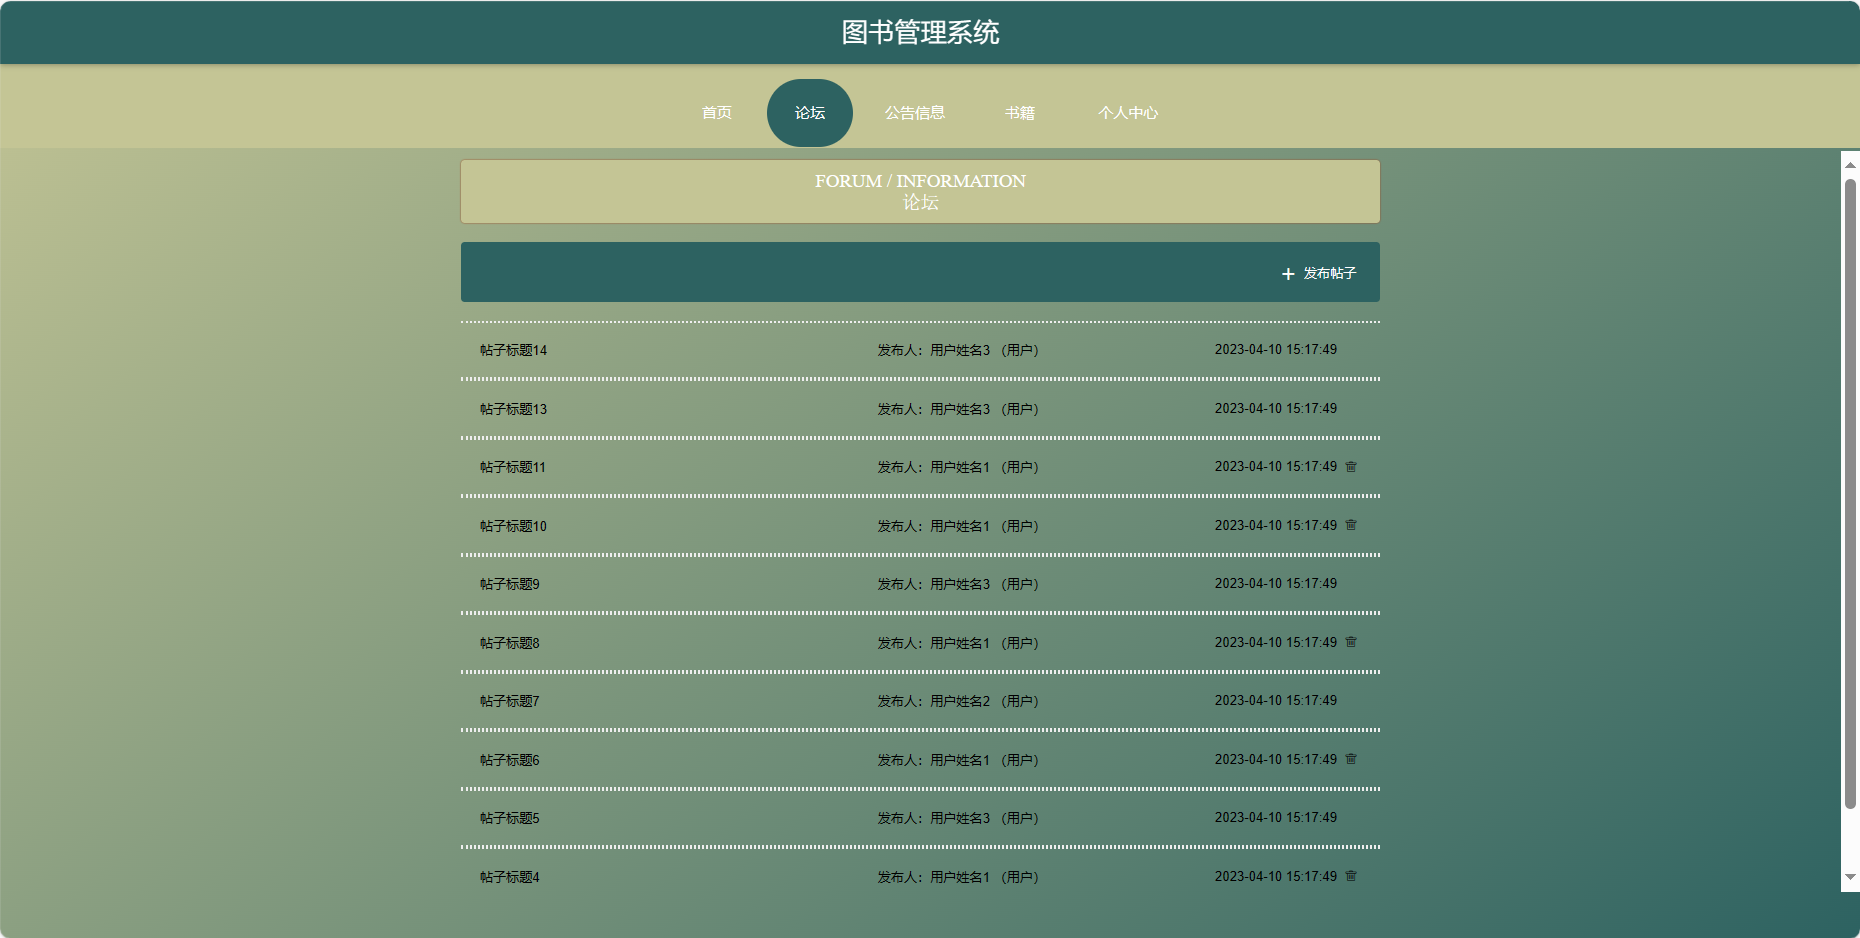 图书管理系统
首页 论坛 公告信息 书籍 个人中心
FORUM / INFORMATION
论坛
+ 发布帖子
帖子标题14 发布人：用户姓名3 （用户） 2023-04-10 15:17:49
帖子标题13 发布人：用户姓名3 （用户） 2023-04-10 15:17:49
帖子标题11 发布人：用户姓名1 （用户） 2023-04-10 15:17:49
帖子标题10 发布人：用户姓名1 （用户） 2023-04-10 15:17:49
帖子标题9 发布人：用户姓名3 （用户） 2023-04-10 15:17:49
帖子标题8 发布人：用户姓名1 （用户） 2023-04-10 15:17:49
帖子标题7 发布人：用户姓名2 （用户） 2023-04-10 15:17:49
帖子标题6 发布人：用户姓名1 （用户） 2023-04-10 15:17:49
帖子标题5 发布人：用户姓名3 （用户） 2023-04-10 15:17:49
帖子标题4 发布人：用户姓名1 （用户） 2023-04-10 15:17:49